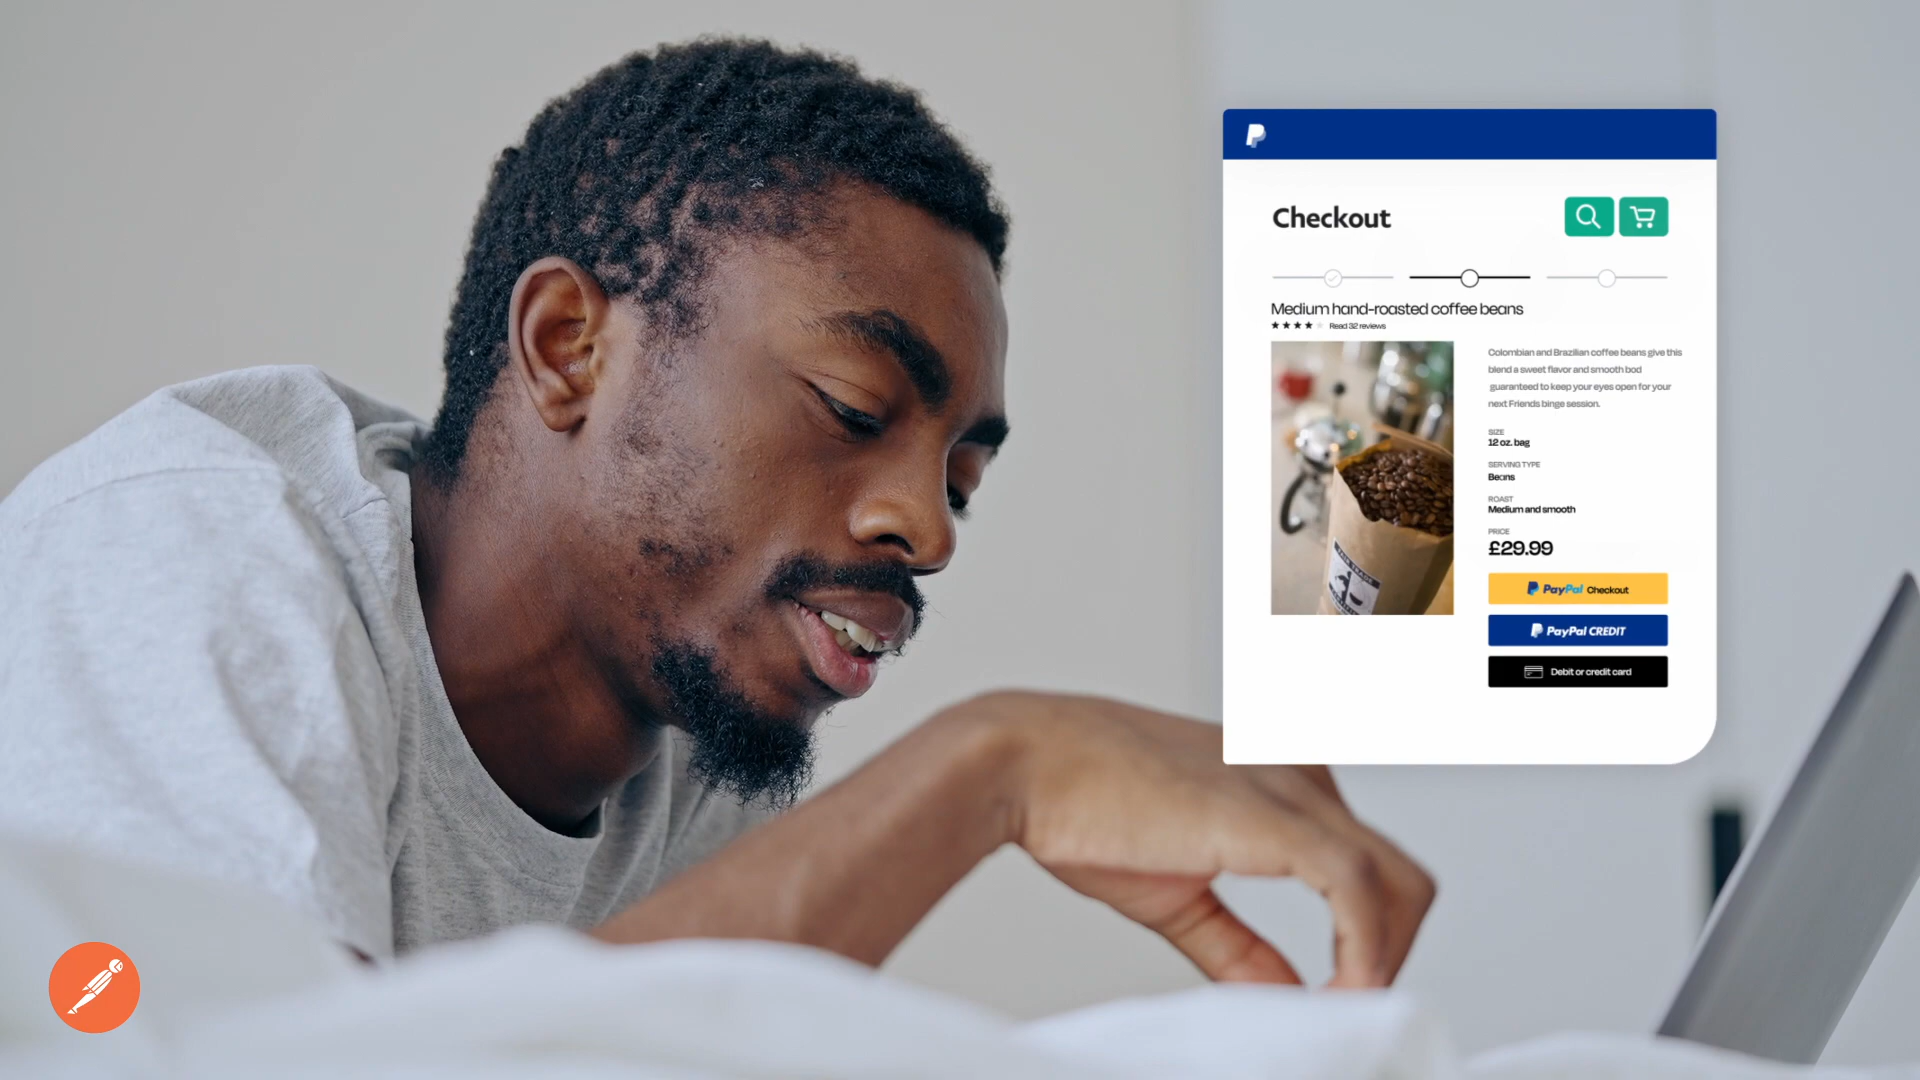 Checkout
Medium hand-roasted coffee beans
Read 32 reviews
Colombian and Brazilian coffee beans give this
blend a sweet flavor and smooth bod
guaranteed to keep your eyes open for your
next Friends binge session.
SIZE
12 oz. bag
SERVING TYPE
Beans
ROAST
Medium and smooth
PRICE
£29.99
PayPal Checkout
PayPal CREDIT
Debit or credit card
FAIR TRADE